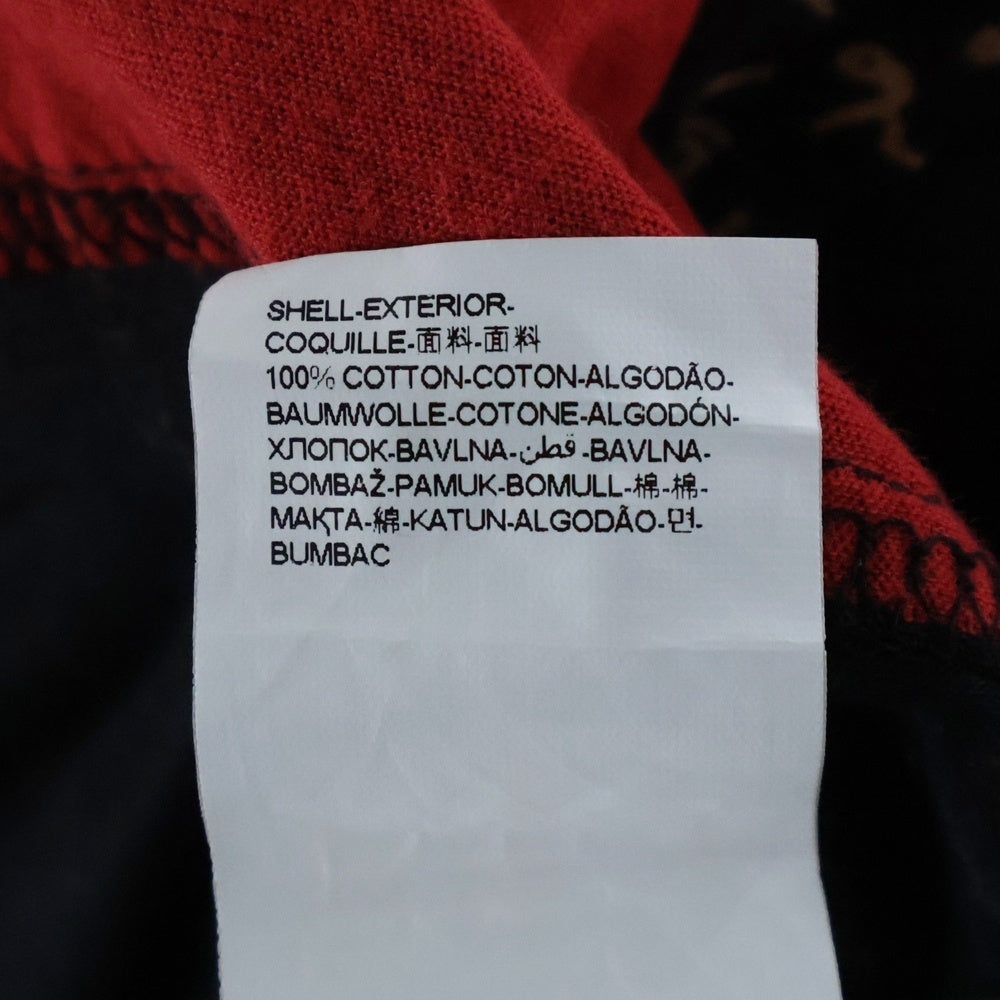 SHELL-EXTERIOR-
COQUILLE-面料-面料
100% COTTON-COTON-ALGODÃO-
BAUMWOLLE-COTONE-ALGODÓN-
ХЛОПОК-BAVLNA-قطن-BAVLNA-
BOMBAŽ-PAMUK-BOMULL-棉-棉-
МАҚТА-綿-KATUN-ALGODÃO-면-
BUMBAC